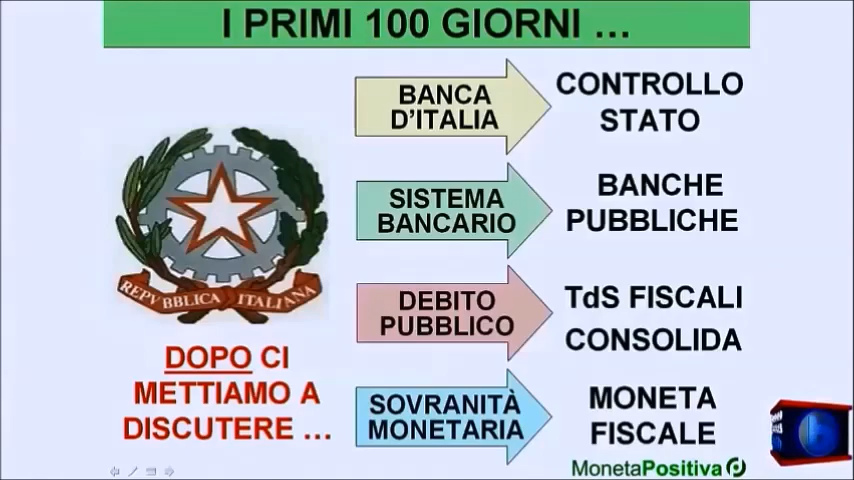 I PRIMI 100 GIORNI ...
BANCA
D'ITALIA
CONTROLLO
STATO
SISTEMA
BANCARIO
BANCHE
PUBBLICHE
REPVBBLICA ITALIANA
DEBITO
PUBBLICO
TdS FISCALI
CONSOLIDA
DOPO CI
METTIAMO A
DISCUTERE ...
SOVRANITÀ
MONETARIA
MONETA
FISCALE
MonetaPositiva